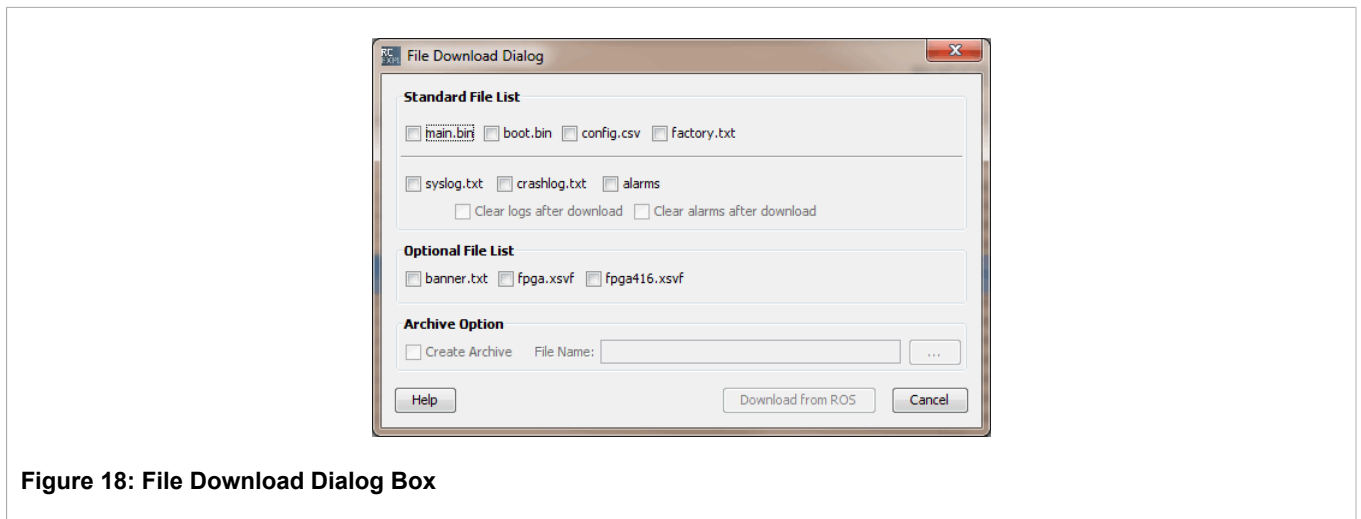 RC
EXPL
File Download Dialog
Standard File List
main.bin boot.bin config.csv factory.txt
syslog.txt crashlog.txt alarms
Clear logs after download Clear alarms after download
Optional File List
banner.txt fpga.xsvf fpga416.xsvf
Archive Option
Create Archive File Name: ...
Help Download from ROS Cancel
Figure 18: File Download Dialog Box